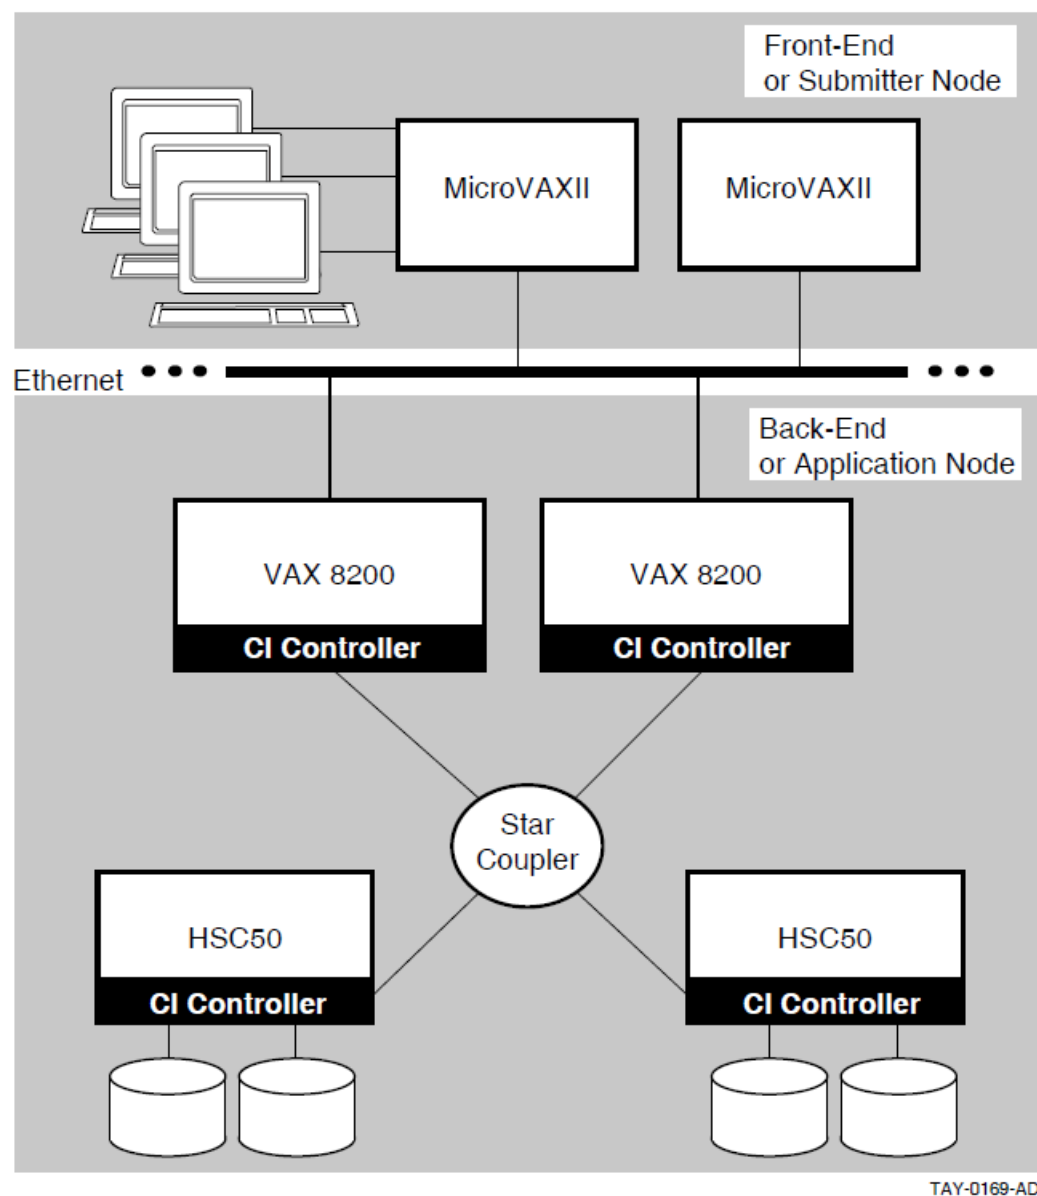 Front-End
or Submitter Node
MicroVAXII
MicroVAXII
Ethernet
Back-End
or Application Node
VAX 8200
CI Controller
VAX 8200
CI Controller
Star
Coupler
HSC50
CI Controller
HSC50
CI Controller
TAY-0169-AD